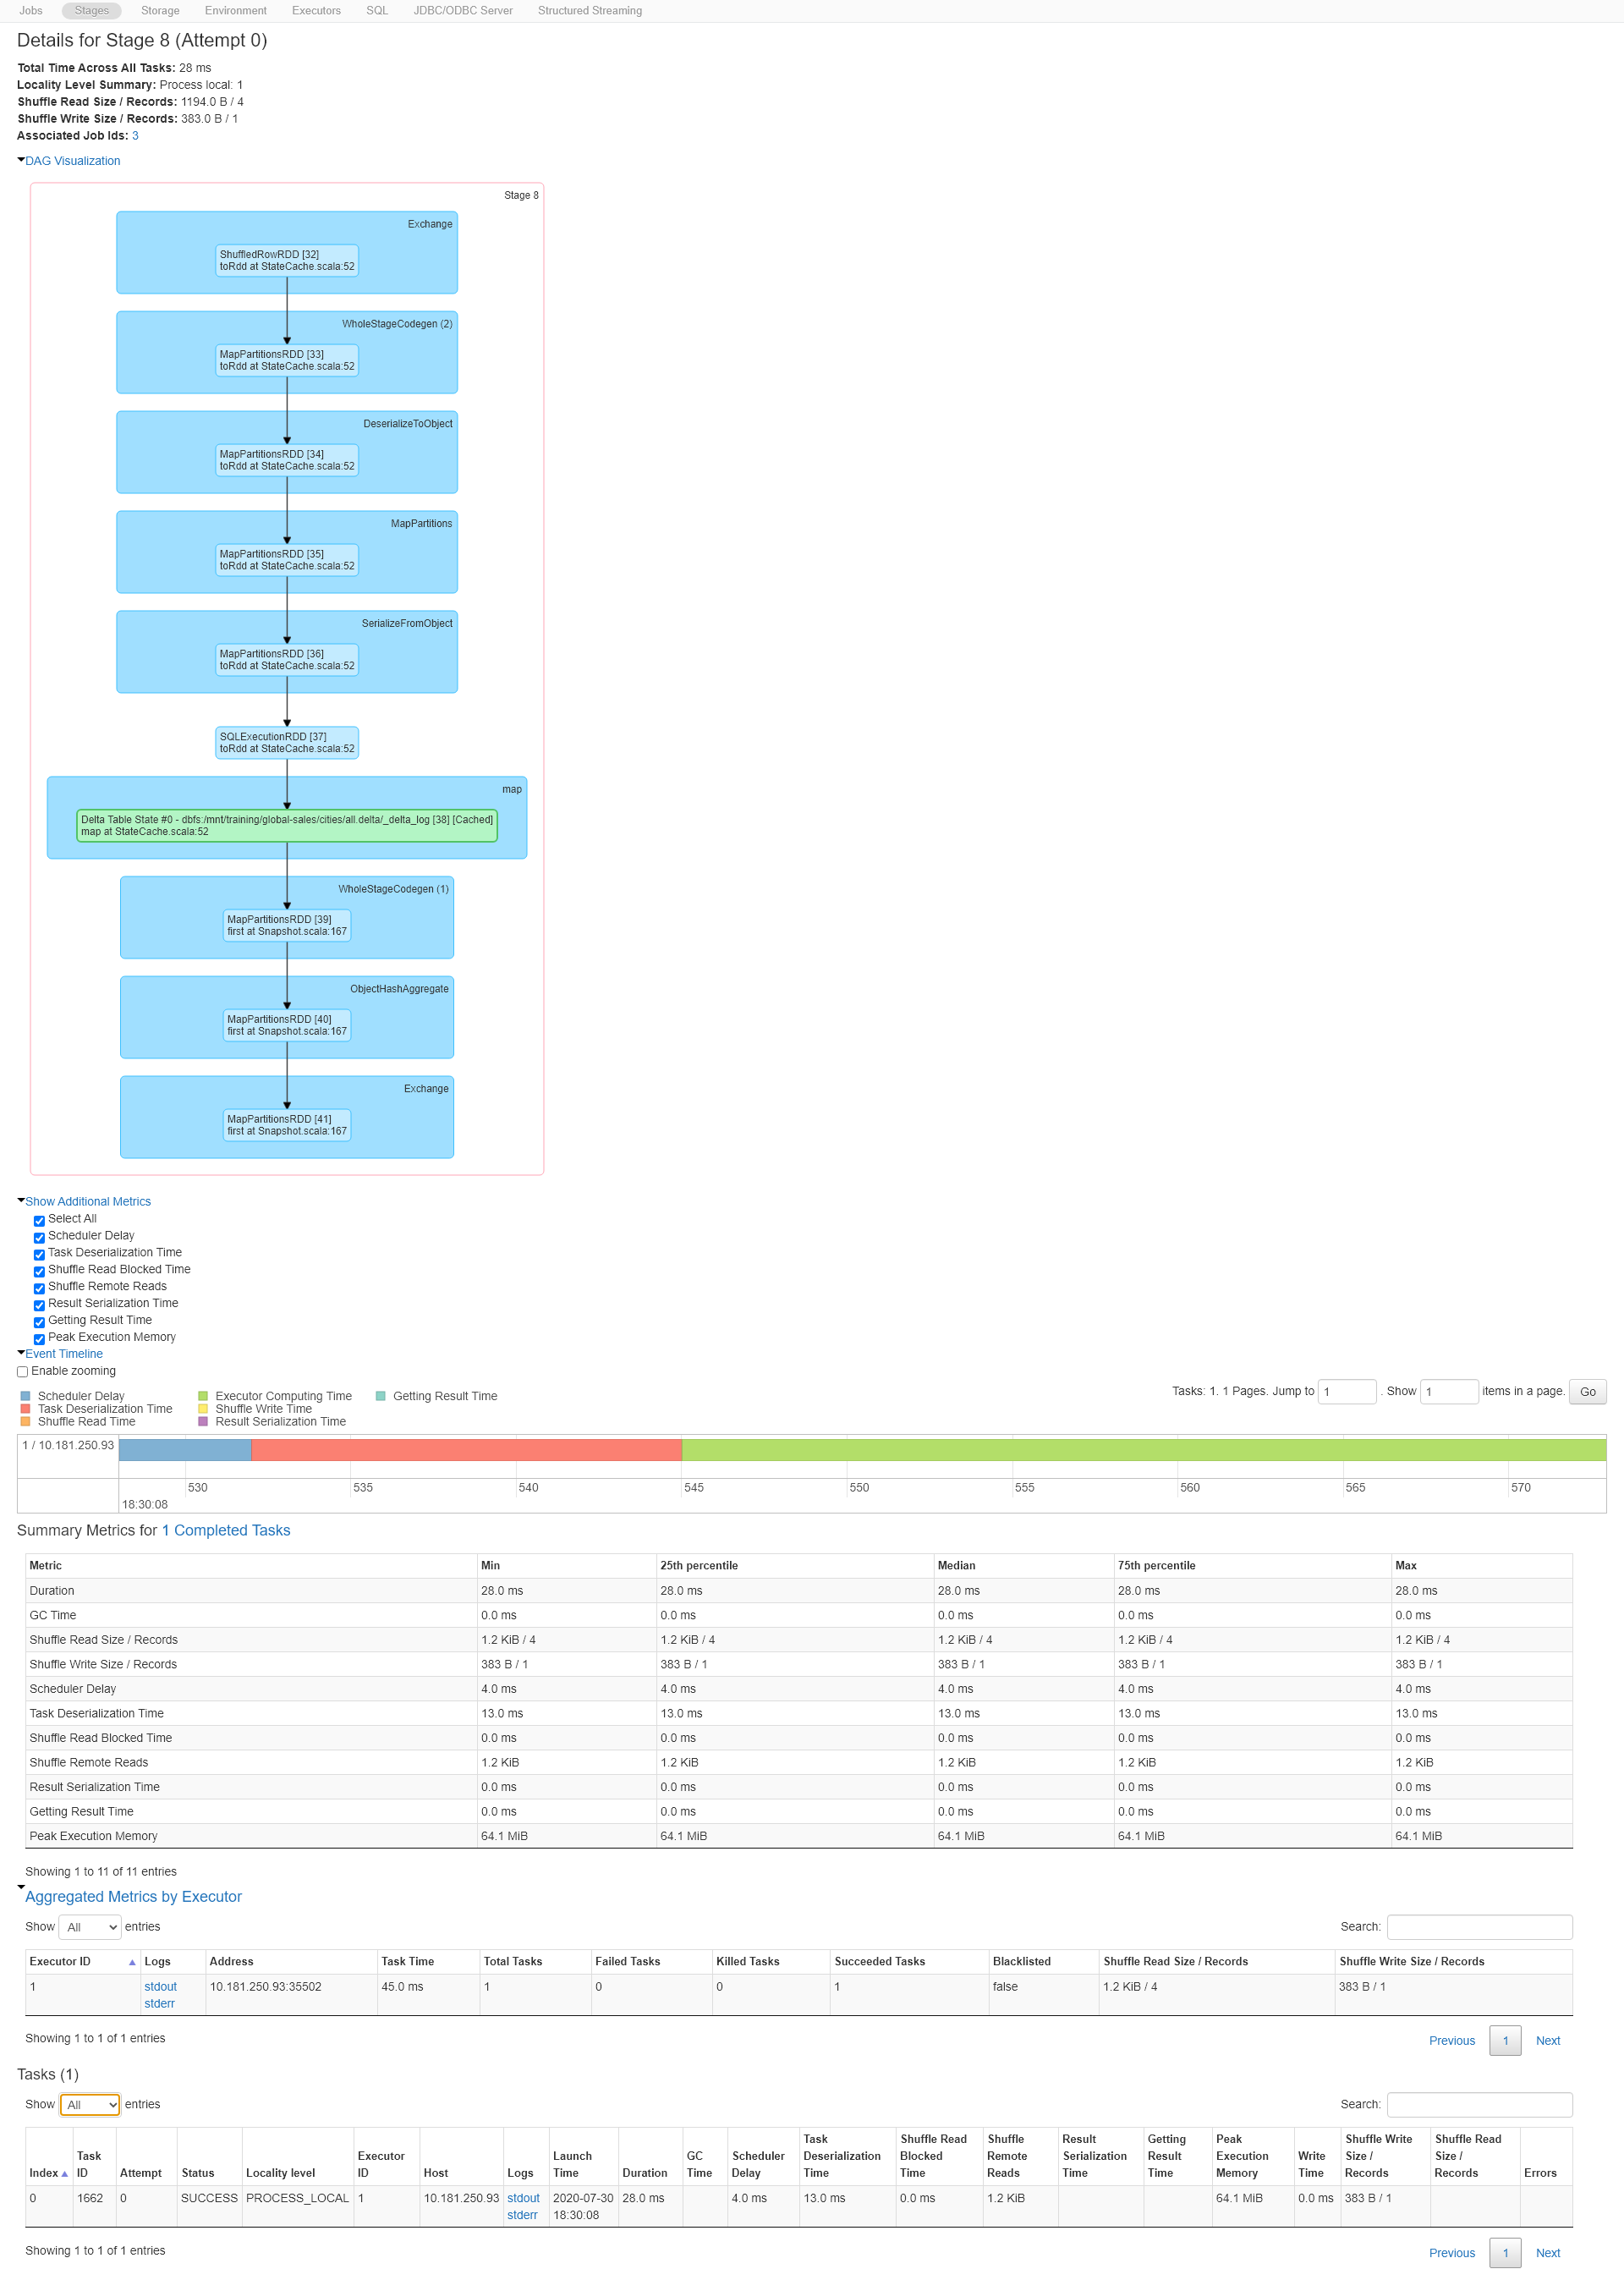 Jobs Stages Storage Environment Executors SQL JDBC/ODBC Server Structured Streaming
Details for Stage 8 (Attempt 0)
Total Time Across All Tasks: 28 ms
Locality Level Summary: Process local: 1
Shuffle Read Size / Records: 1194.0 B / 4
Shuffle Write Size / Records: 383.0 B / 1
Associated Job Ids: 3
DAG Visualization
Stage 8
Exchange
ShuffledRowRDD [32]
toRdd at StateCache.scala:52
WholeStageCodegen (2)
MapPartitionsRDD [33]
toRdd at StateCache.scala:52
DeserializeToObject
MapPartitionsRDD [34]
toRdd at StateCache.scala:52
MapPartitions
MapPartitionsRDD [35]
toRdd at StateCache.scala:52
SerializeFromObject
MapPartitionsRDD [36]
toRdd at StateCache.scala:52
SQLExecutionRDD [37]
toRdd at StateCache.scala:52
map
Delta Table State #0 - dbfs:/mnt/training/global-sales/cities/all.delta/_delta_log [38] [Cached]
map at StateCache.scala:52
WholeStageCodegen (1)
MapPartitionsRDD [39]
first at Snapshot.scala:167
ObjectHashAggregate
MapPartitionsRDD [40]
first at Snapshot.scala:167
Exchange
MapPartitionsRDD [41]
first at Snapshot.scala:167
Show Additional Metrics
Select All
Scheduler Delay
Task Deserialization Time
Shuffle Read Blocked Time
Shuffle Remote Reads
Result Serialization Time
Getting Result Time
Peak Execution Memory
Event Timeline
Enable zooming
Scheduler Delay Executor Computing Time Getting Result Time
Task Deserialization Time Shuffle Write Time
Shuffle Read Time Result Serialization Time
Tasks: 1. 1 Pages. Jump to 1 . Show 1 items in a page. Go
1 / 10.181.250.93
530 535 540 545 550 555 560 565 570
18:30:08
Summary Metrics for 1 Completed Tasks
Metric Min 25th percentile Median 75th percentile Max
Duration 28.0 ms 28.0 ms 28.0 ms 28.0 ms 28.0 ms
GC Time 0.0 ms 0.0 ms 0.0 ms 0.0 ms 0.0 ms
Shuffle Read Size / Records 1.2 KiB / 4 1.2 KiB / 4 1.2 KiB / 4 1.2 KiB / 4 1.2 KiB / 4
Shuffle Write Size / Records 383 B / 1 383 B / 1 383 B / 1 383 B / 1 383 B / 1
Scheduler Delay 4.0 ms 4.0 ms 4.0 ms 4.0 ms 4.0 ms
Task Deserialization Time 13.0 ms 13.0 ms 13.0 ms 13.0 ms 13.0 ms
Shuffle Read Blocked Time 0.0 ms 0.0 ms 0.0 ms 0.0 ms 0.0 ms
Shuffle Remote Reads 1.2 KiB 1.2 KiB 1.2 KiB 1.2 KiB 1.2 KiB
Result Serialization Time 0.0 ms 0.0 ms 0.0 ms 0.0 ms 0.0 ms
Getting Result Time 0.0 ms 0.0 ms 0.0 ms 0.0 ms 0.0 ms
Peak Execution Memory 64.1 MiB 64.1 MiB 64.1 MiB 64.1 MiB 64.1 MiB
Showing 1 to 11 of 11 entries
Aggregated Metrics by Executor
Show All entries Search:
Executor ID Logs Address Task Time Total Tasks Failed Tasks Killed Tasks Succeeded Tasks Blacklisted Shuffle Read Size / Records Shuffle Write Size / Records
1 stdout 10.181.250.93:35502 45.0 ms 1 0 0 1 false 1.2 KiB / 4 383 B / 1
stderr
Showing 1 to 1 of 1 entries Previous 1 Next
Tasks (1)
Show All entries Search:
Task Shuffle Read Shuffle Result Getting Peak Shuffle Write Shuffle Read
Task Executor Launch GC Scheduler Deserialization Blocked Remote Serialization Result Execution Write Size / Size /
Index ID Attempt Status Locality level ID Host Logs Time Duration Time Delay Time Time Reads Time Time Memory Time Records Records Errors
0 1662 0 SUCCESS PROCESS_LOCAL 1 10.181.250.93 stdout 2020-07-30 28.0 ms 4.0 ms 13.0 ms 0.0 ms 1.2 KiB 64.1 MiB 0.0 ms 383 B / 1
stderr 18:30:08
Showing 1 to 1 of 1 entries Previous 1 Next